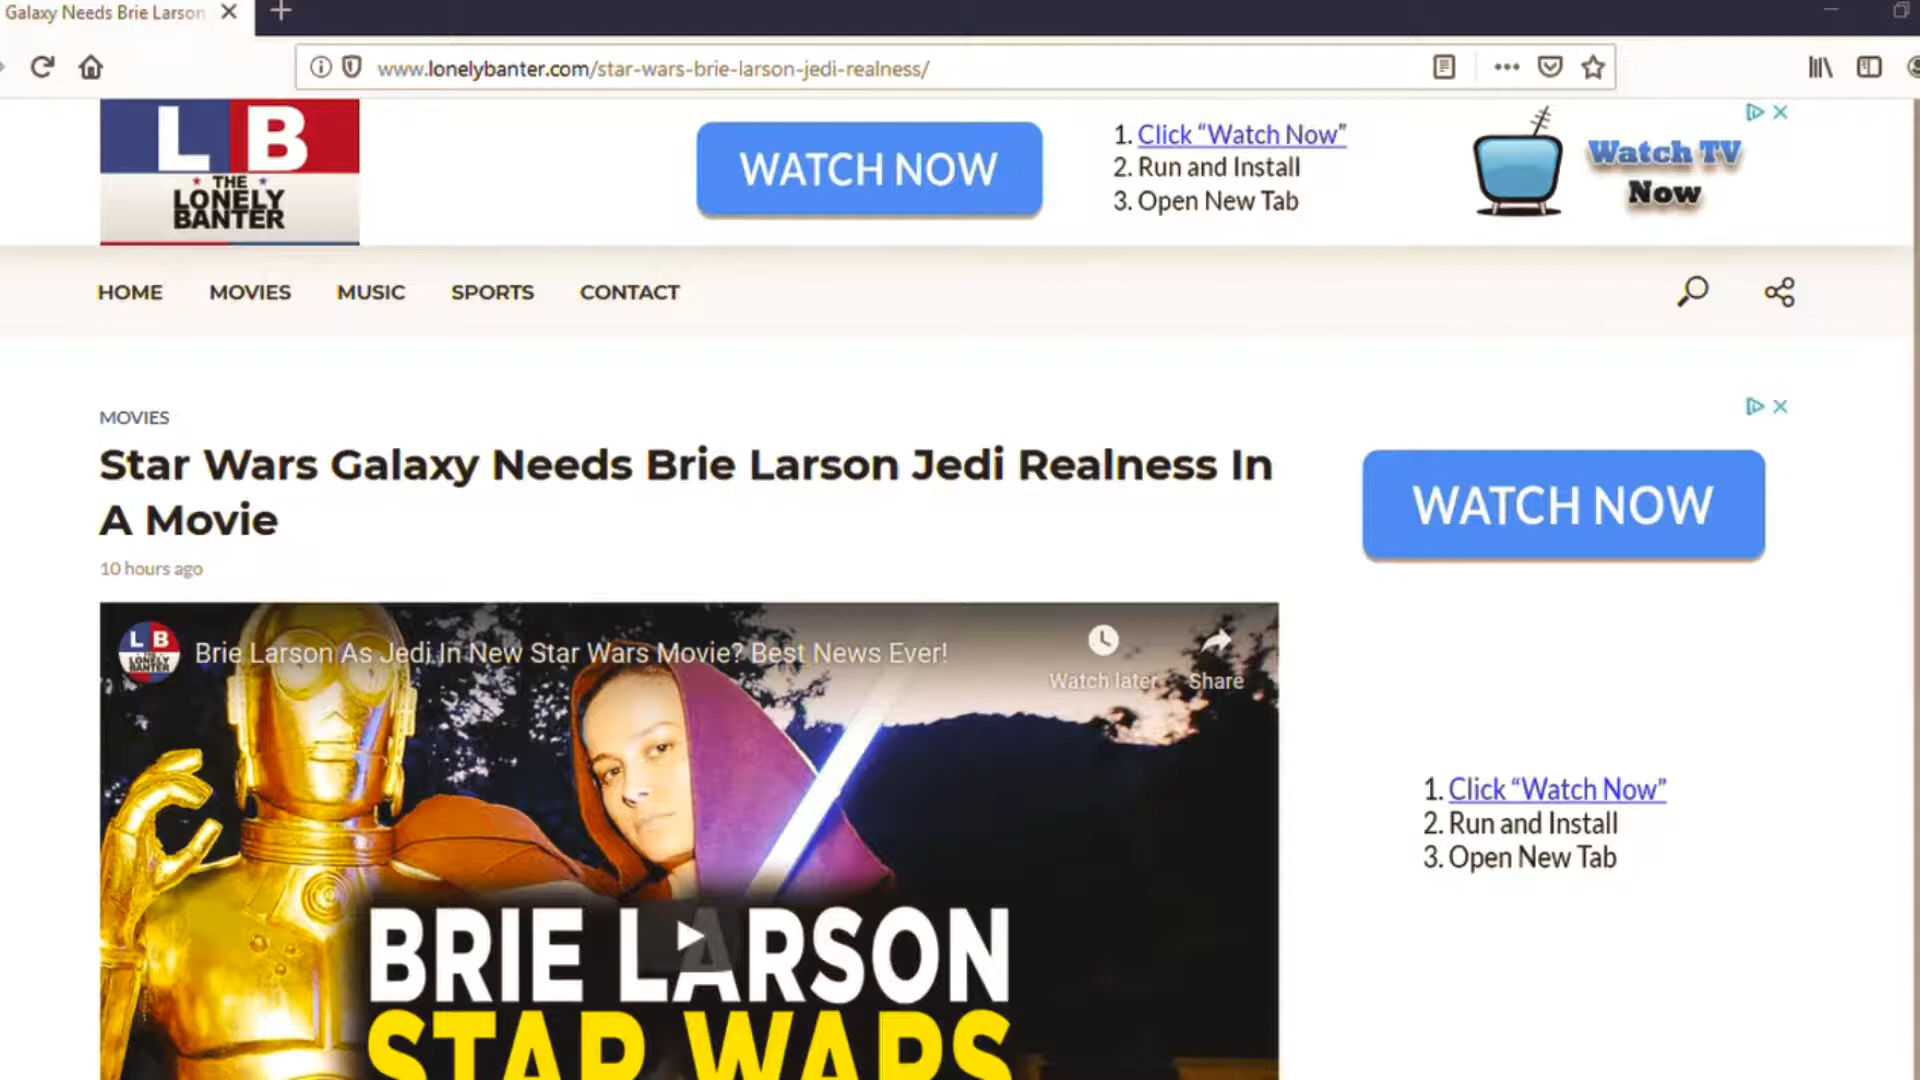 Galaxy Needs Brie Larson
www.lonelybanter.com/star-wars-brie-larson-jedi-realness/
L B
THE
LONELY
BANTER
WATCH NOW
1. Click “Watch Now”
2. Run and Install
3. Open New Tab
Watch TV
Now
HOME MOVIES MUSIC SPORTS CONTACT
MOVIES
Star Wars Galaxy Needs Brie Larson Jedi Realness In
A Movie
10 hours ago
WATCH NOW
L B
THE
LONELY
BANTER
Brie Larson As Jedi In New Star Wars Movie? Best News Ever!
Watch later Share
1. Click “Watch Now”
2. Run and Install
3. Open New Tab
BRIE LARSON
STAR WARS